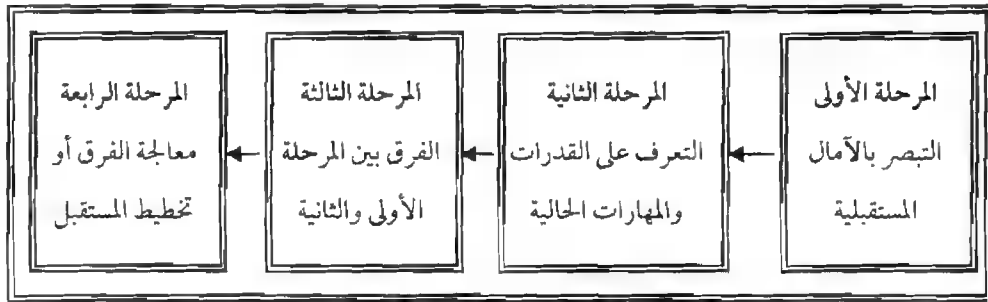 المرحلة الأولى
التبصر بالآمال
المستقبلية
المرحلة الثانية
التعرف على القدرات
والمهارات الحالية
المرحلة الثالثة
الفرق بين المرحلة
الأولى والثانية
المرحلة الرابعة
معالجة الفرق أو
تخطيط المستقبل